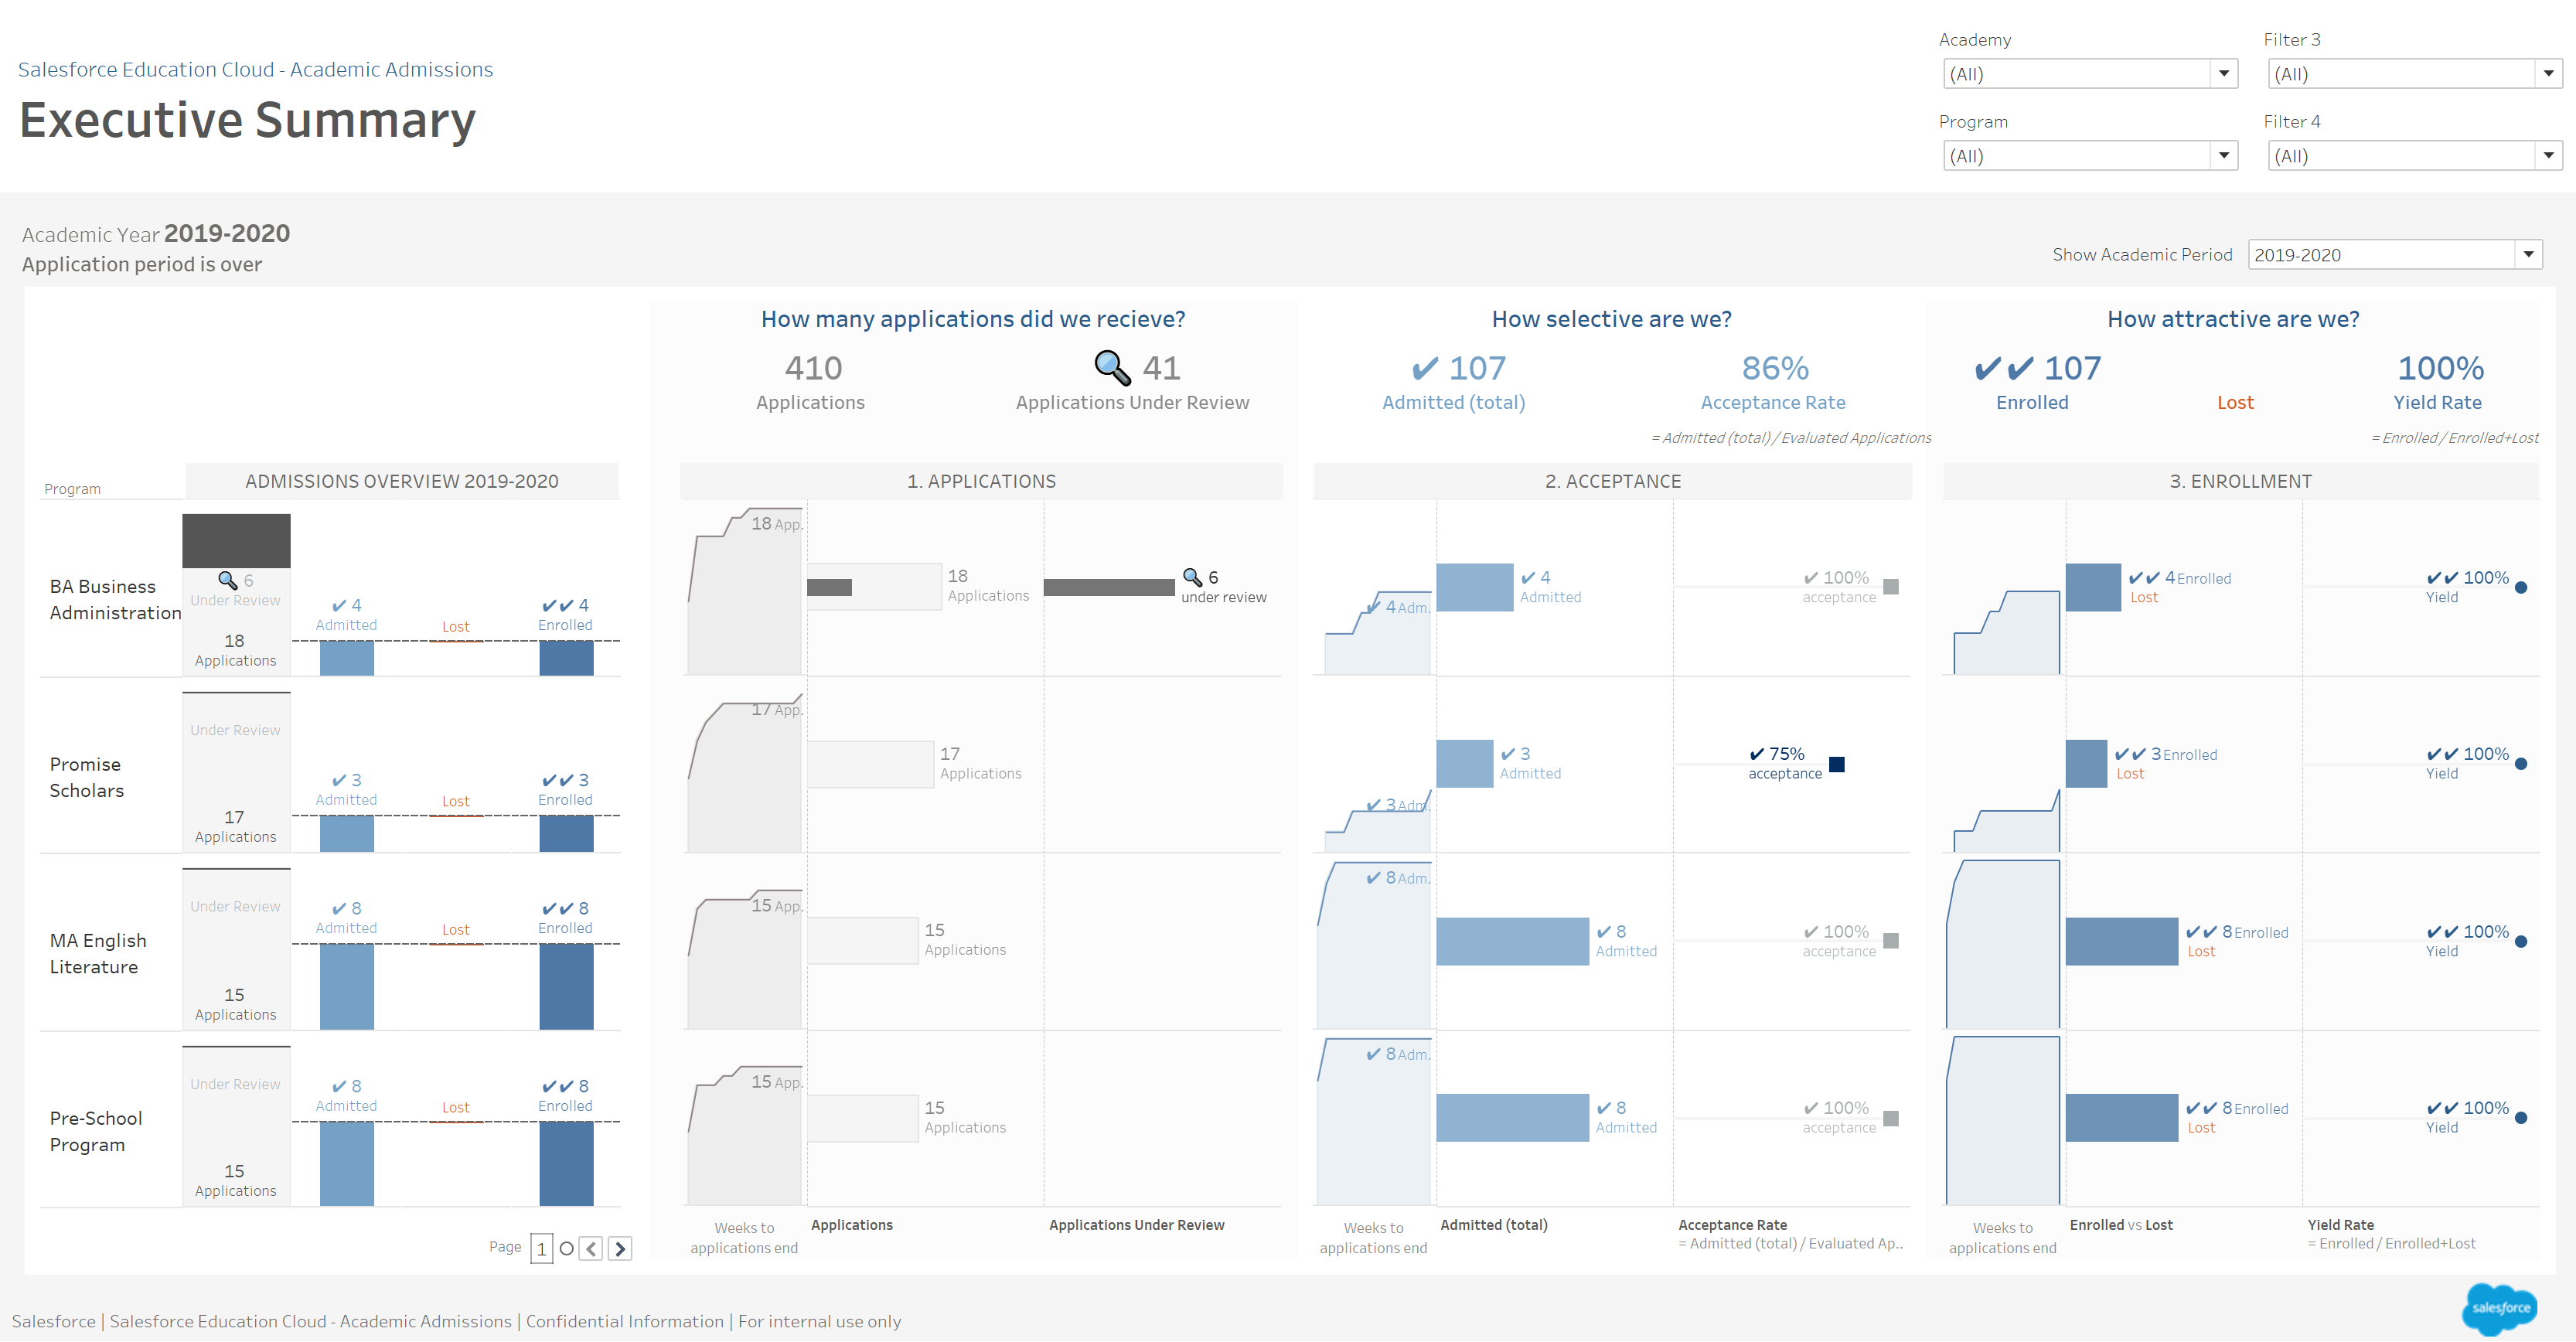 Salesforce Education Cloud - Academic Admissions
Executive Summary
Academy
(All)
Filter 3
(All)
Program
(All)
Filter 4
(All)
Academic Year 2019-2020
Application period is over
Show Academic Period
2019-2020
How many applications did we recieve?
410
Applications
41
Applications Under Review
How selective are we?
✔ 107
Admitted (total)
86%
Acceptance Rate
= Admitted (total) / Evaluated Applications
How attractive are we?
✔✔ 107
Enrolled
Lost
100%
Yield Rate
= Enrolled / Enrolled+Lost
Program
ADMISSIONS OVERVIEW 2019-2020
1. APPLICATIONS
2. ACCEPTANCE
3. ENROLLMENT
BA Business
Administration
6
Under Review
18
Applications
✔ 4
Admitted
Lost
✔✔ 4
Enrolled
18 App.
18
Applications
6
under review
✔ 4 Adm.
✔ 4
Admitted
✔ 100%
acceptance
✔✔ 4 Enrolled
Lost
✔✔ 100%
Yield
Promise
Scholars
Under Review
17
Applications
✔ 3
Admitted
Lost
✔✔ 3
Enrolled
17 App.
17
Applications
✔ 3 Adm.
✔ 3
Admitted
✔ 75%
acceptance
✔✔ 3 Enrolled
Lost
✔✔ 100%
Yield
MA English
Literature
Under Review
15
Applications
✔ 8
Admitted
Lost
✔✔ 8
Enrolled
15 App.
15
Applications
✔ 8 Adm.
✔ 8
Admitted
✔ 100%
acceptance
✔✔ 8 Enrolled
Lost
✔✔ 100%
Yield
Pre-School
Program
Under Review
15
Applications
✔ 8
Admitted
Lost
✔✔ 8
Enrolled
15 App.
15
Applications
✔ 8 Adm.
✔ 8
Admitted
✔ 100%
acceptance
✔✔ 8 Enrolled
Lost
✔✔ 100%
Yield
Page 1
Weeks to
applications end
Applications
Applications Under Review
Weeks to
applications end
Admitted (total)
Acceptance Rate
= Admitted (total) / Evaluated Ap..
Weeks to
applications end
Enrolled vs Lost
Yield Rate
= Enrolled / Enrolled+Lost
Salesforce | Salesforce Education Cloud - Academic Admissions | Confidential Information | For internal use only
salesforce